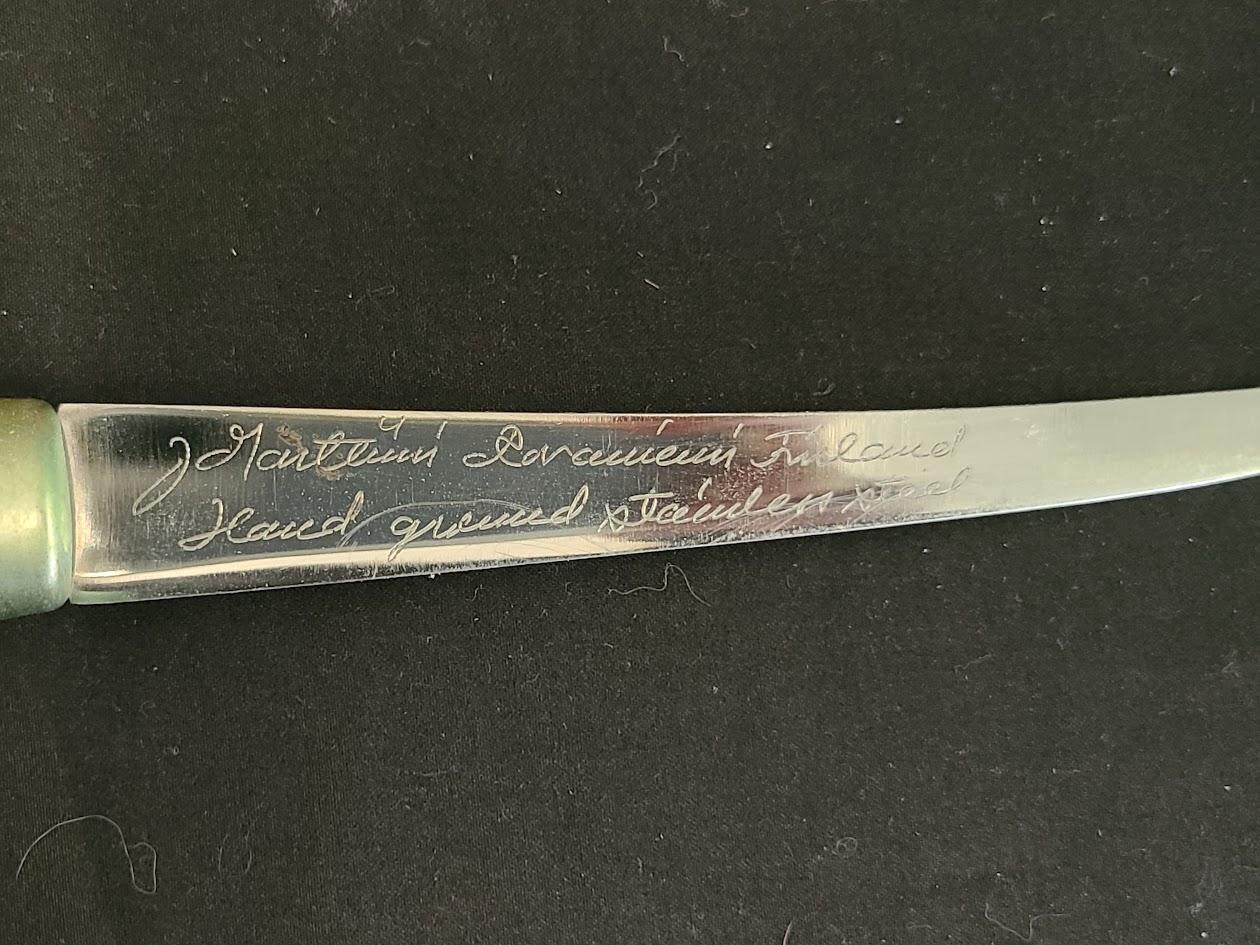 J. Marttiini Rovaniemi Finland
Hand ground stainless steel